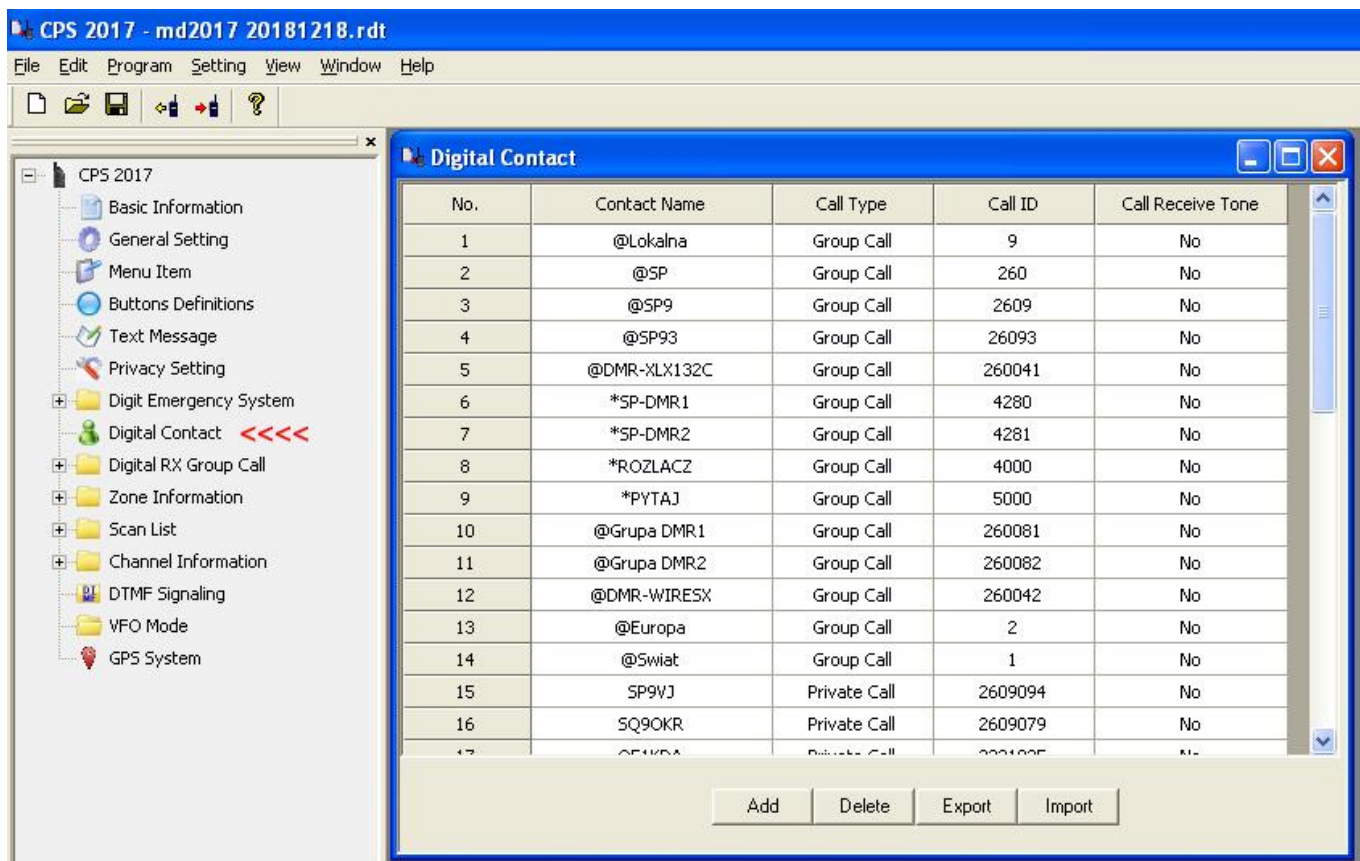 CPS 2017 - md2017 20181218.rdt
File Edit Program Setting View Window Help
CPS 2017
Basic Information
General Setting
Menu Item
Buttons Definitions
Text Message
Privacy Setting
Digit Emergency System
Digital Contact <<<<
Digital RX Group Call
Zone Information
Scan List
Channel Information
DTMF Signaling
VFO Mode
GPS System
Digital Contact
No. Contact Name Call Type Call ID Call Receive Tone
1 @Lokalna Group Call 9 No
2 @SP Group Call 260 No
3 @SP9 Group Call 2609 No
4 @SP93 Group Call 26093 No
5 @DMR-XLX132C Group Call 260041 No
6 *SP-DMR1 Group Call 4280 No
7 *SP-DMR2 Group Call 4281 No
8 *ROZLACZ Group Call 4000 No
9 *PYTAJ Group Call 5000 No
10 @Grupa DMR1 Group Call 260081 No
11 @Grupa DMR2 Group Call 260082 No
12 @DMR-WIRESX Group Call 260042 No
13 @Europa Group Call 2 No
14 @Swiat Group Call 1 No
15 SP9VJ Private Call 2609094 No
16 SQ9OKR Private Call 2609079 No
17 Private Call No
Add Delete Export Import